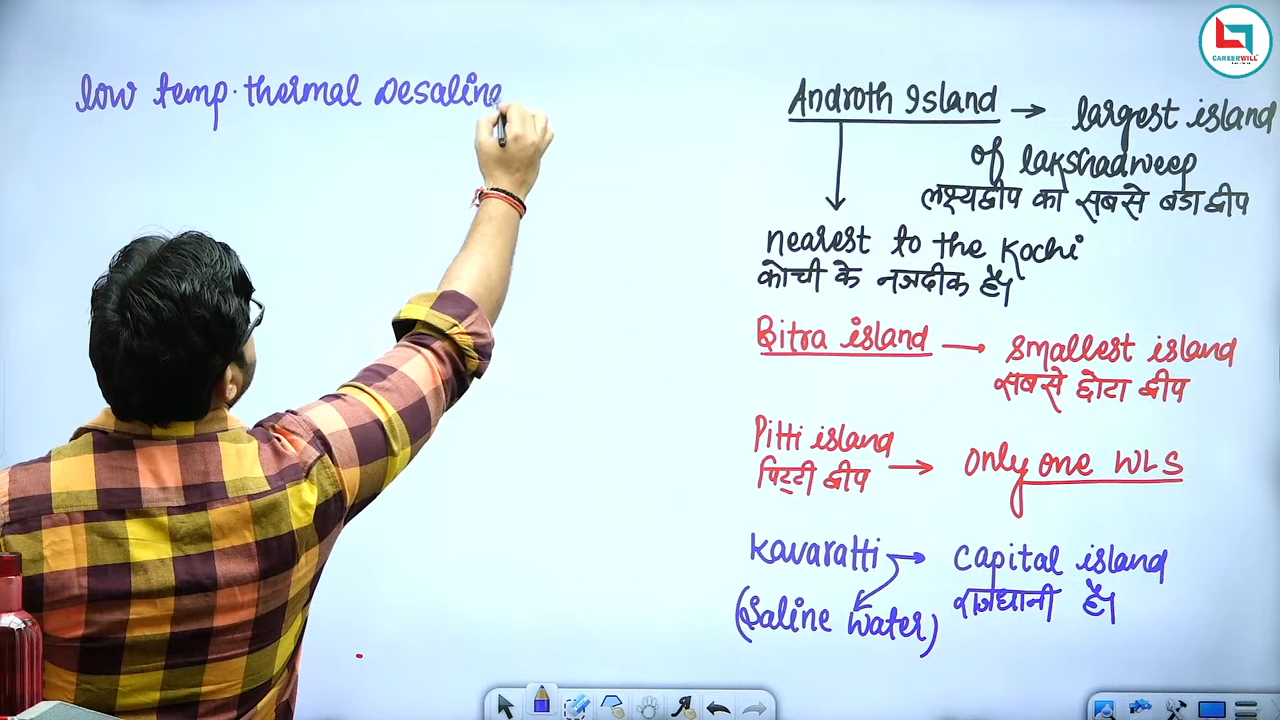 low temp. thermal Desaline
CAREERWILL
Androth Island → largest island
of lakshadweep
लक्ष्यद्वीप का सबसे बडा द्वीप
nearest to the Kochi
कोच्ची के नजदीक है।
Bitra island → smallest island
सबसे छोटा द्वीप
Pitti island → only one WLS
पिट्टी द्वीप
Kavaratti → Capital island
राजधानी है।
(Saline water)